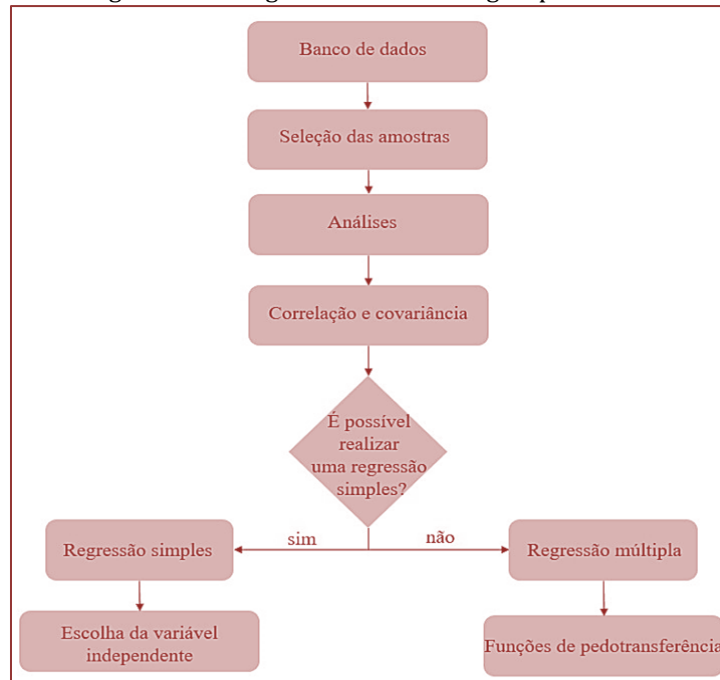 Banco de dados
Seleção das amostras
Análises
Correlação e covariância
É possível
realizar
uma regressão
simples?
sim
não
Regressão simples
Regressão múltipla
Escolha da variável
independente
Funções de pedotransferência